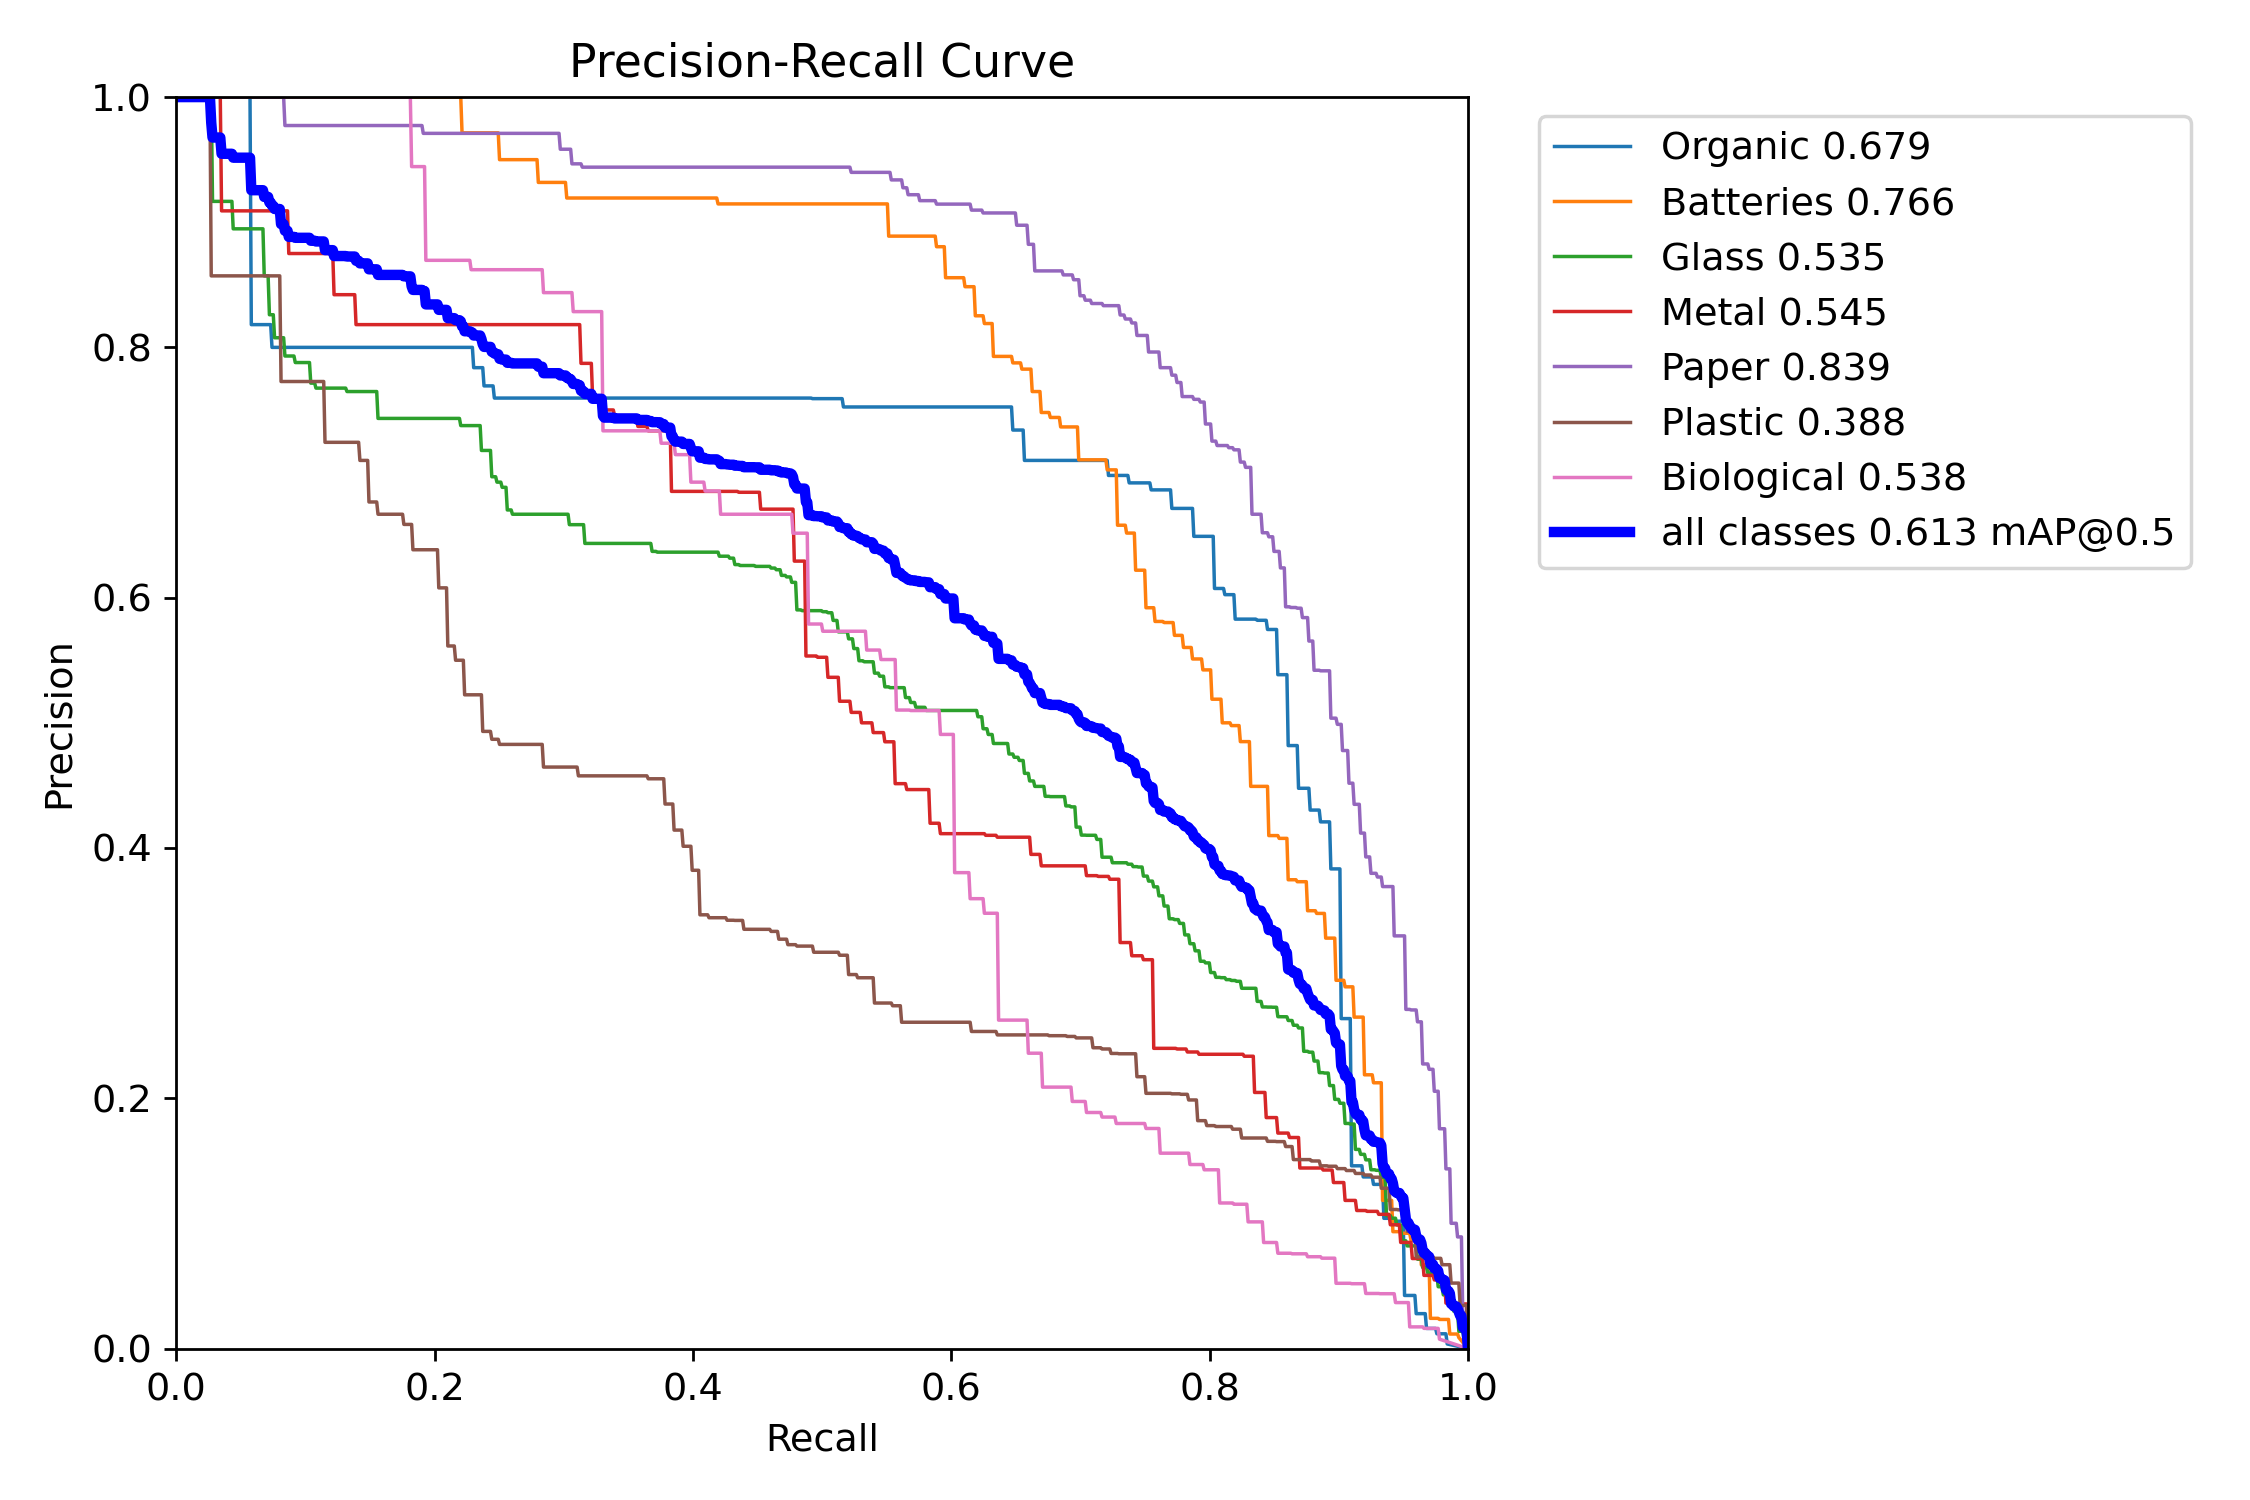 Precision-Recall Curve
1.0
0.8
0.6
0.4
0.2
0.0
Precision
0.0 0.2 0.4 0.6 0.8 1.0
Recall
Organic 0.679
Batteries 0.766
Glass 0.535
Metal 0.545
Paper 0.839
Plastic 0.388
Biological 0.538
all classes 0.613 mAP@0.5